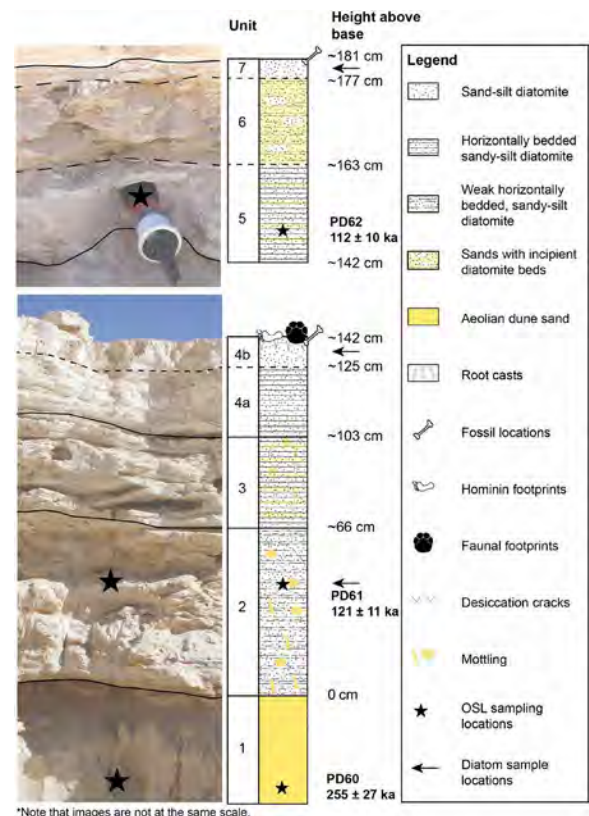 Unit
Height above
base
7
~181 cm
~177 cm
6
~163 cm
5
PD62
112 ± 10 ka
~142 cm
~142 cm
4b
~125 cm
4a
~103 cm
3
~66 cm
2
PD61
121 ± 11 ka
0 cm
1
PD60
255 ± 27 ka
*Note that images are not at the same scale.
Legend
Sand-silt diatomite
Horizontally bedded
sandy-silt diatomite
Weak horizontally
bedded, sandy-silt
diatomite
Sands with incipient
diatomite beds
Aeolian dune sand
Root casts
Fossil locations
Hominin footprints
Faunal footprints
Desiccation cracks
Mottling
OSL sampling
locations
Diatom sample
locations